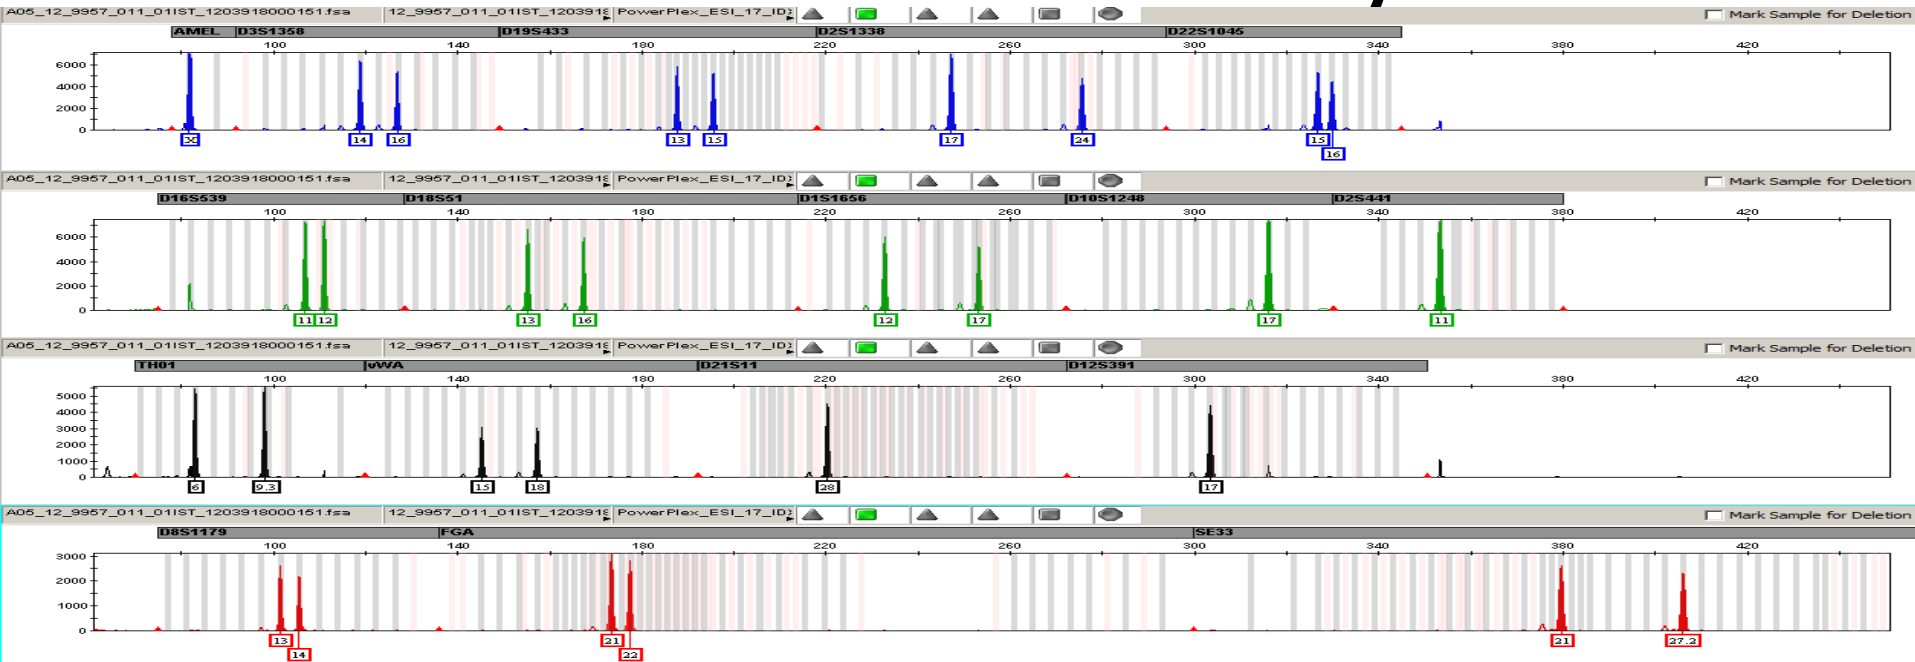 A05_12_9957_011_01IST_1203918000151.fsa 12_9957_011_01IST_120391 PowerPlex_ESI_17_ID Mark Sample for Deletion
AMEL D3S1358 D19S433 D2S1338 D22S1045
100 140 180 220 260 300 340 380 420
6000
4000
2000
0
X 14 16 13 15 17 24 15
16
A05_12_9957_011_01IST_1203918000151.fsa 12_9957_011_01IST_120391 PowerPlex_ESI_17_ID Mark Sample for Deletion
D16S539 D18S51 D1S1656 D10S1248 D2S441
100 140 180 220 260 300 340 380 420
6000
4000
2000
0
11 12 13 16 12 17 17 11
A05_12_9957_011_01IST_1203918000151.fsa 12_9957_011_01IST_120391 PowerPlex_ESI_17_ID Mark Sample for Deletion
TH01 vWA D21S11 D12S391
100 140 180 220 260 300 340 380 420
5000
4000
3000
2000
1000
0
6 9.3 15 18 28 17
A05_12_9957_011_01IST_1203918000151.fsa 12_9957_011_01IST_120391 PowerPlex_ESI_17_ID Mark Sample for Deletion
D8S1179 FGA SE33
100 140 180 220 260 300 340 380 420
3000
2000
1000
0
13 21 21 27.2
14 22